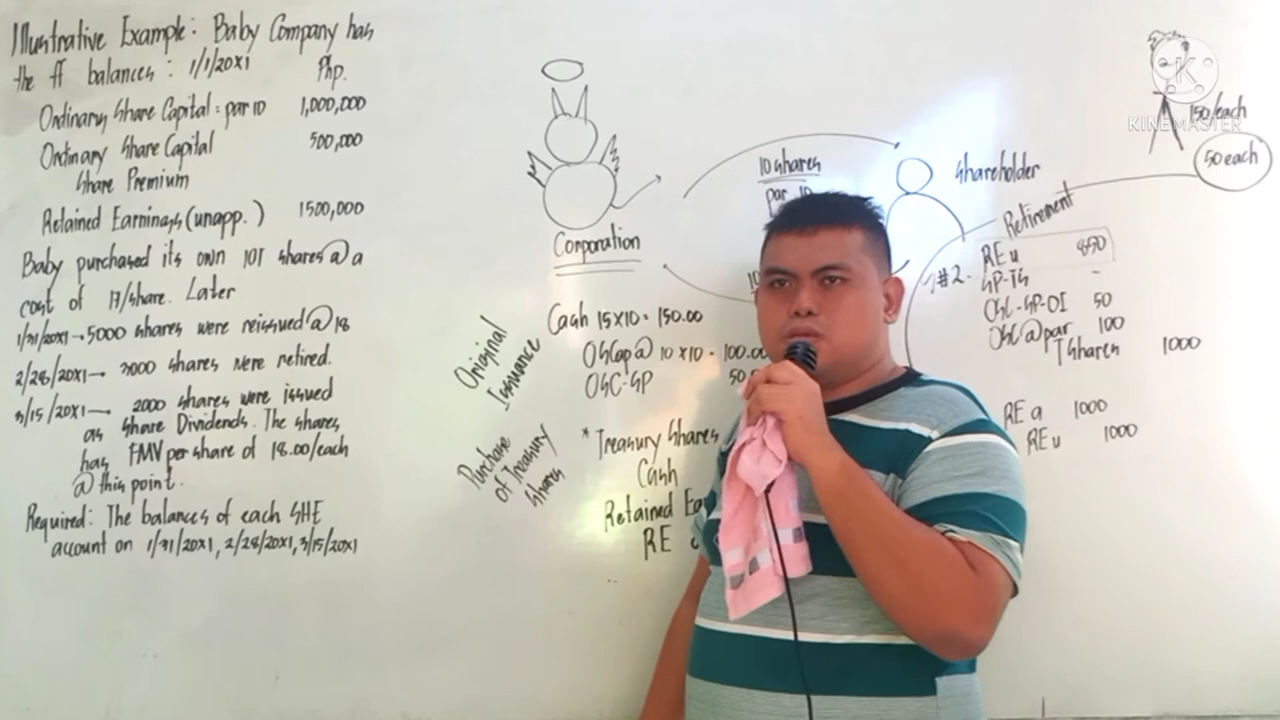 Illustrative Example: Baby Company has
the ff balances: 1/1/20x1 Php.
Ordinary Share Capital: par 10 1,000,000
Ordinary Share Capital 500,000
Share Premium
Retained Earnings (unapp.) 1500,000
Baby purchased its own 10T shares @ a
cost of 17/share. Later
1/31/20x1 → 5000 shares were reissued @ 18
2/28/20x1 → 3000 shares were retired.
3/15/20x1 → 2000 shares were issued
as Share Dividends. The shares
has FMV per share of 18.00/each
@ this point.
Required: The balances of each SHE
account on 1/31/20x1, 2/28/20x1, 3/15/20x1
Corporation
10 shares
par 10
Shareholder
Original
Issuance
Cash 15x10 = 150.00
OSCap @ 10x10 = 100.00
OSC-SP 50
Purchase
of Treasury
Shares
* Treasury Shares
Cash
Retained
RE
150/each
50 each
KINEMASTER
Retirement
#2-
RE u 850
SP-TS -
OSC-SP-OI 50
OSC @ par 100
TShares 1000
RE a 1000
RE u 1000